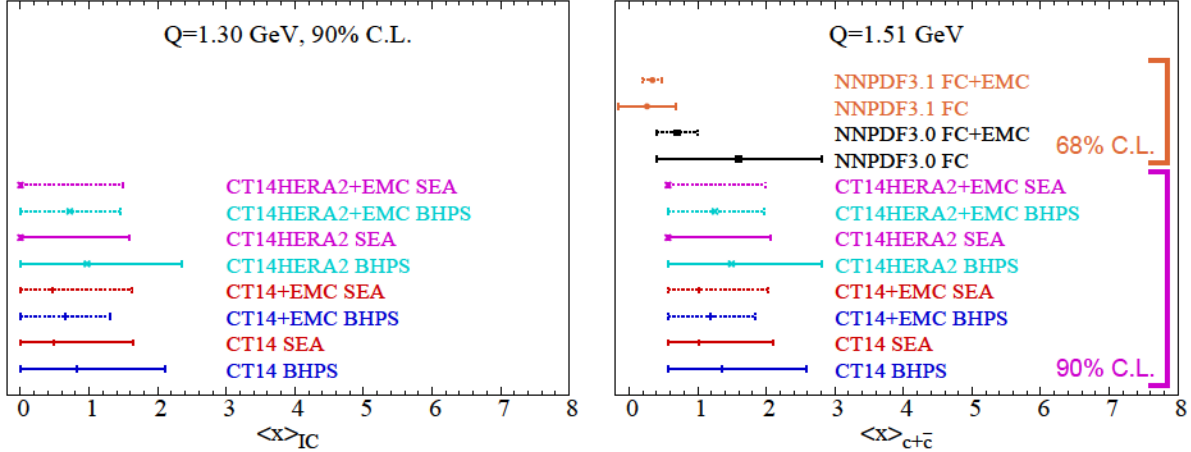 Q=1.30 GeV, 90% C.L.
CT14HERA2+EMC SEA
CT14HERA2+EMC BHPS
CT14HERA2 SEA
CT14HERA2 BHPS
CT14+EMC SEA
CT14+EMC BHPS
CT14 SEA
CT14 BHPS
0 1 2 3 4 5 6 7 8
<x>IC
Q=1.51 GeV
NNPDF3.1 FC+EMC
NNPDF3.1 FC
NNPDF3.0 FC+EMC
NNPDF3.0 FC
68% C.L.
CT14HERA2+EMC SEA
CT14HERA2+EMC BHPS
CT14HERA2 SEA
CT14HERA2 BHPS
CT14+EMC SEA
CT14+EMC BHPS
CT14 SEA
CT14 BHPS
90% C.L.
0 1 2 3 4 5 6 7 8
<x>c+c̅